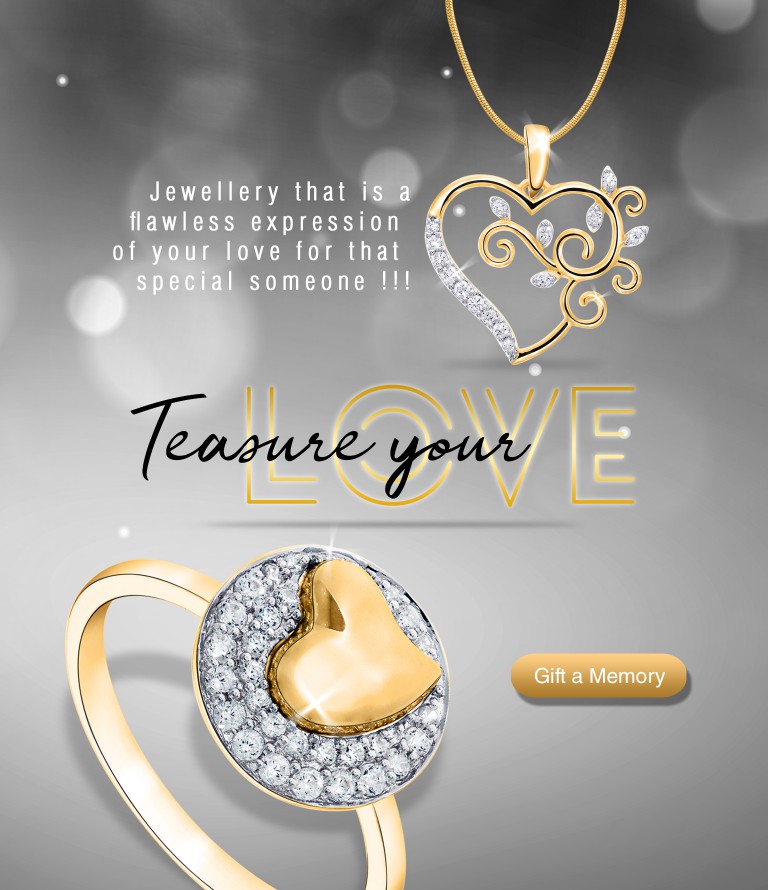 Jewellery that is a
flawless expression
of your love for that
special someone !!!
Teasure your
LOVE
Gift a Memory